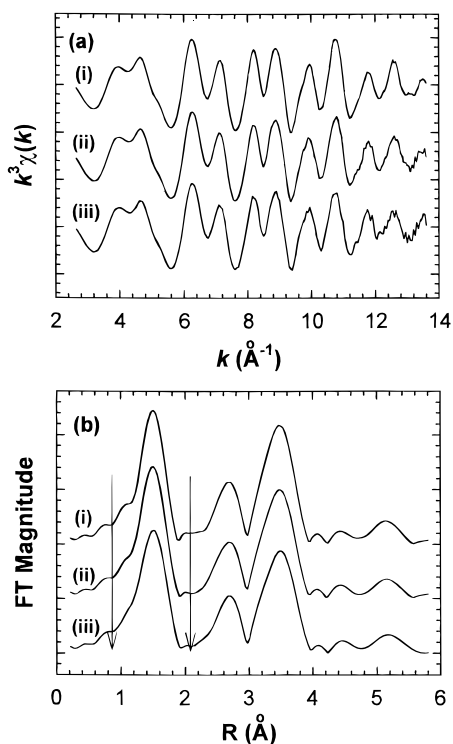 (a)
(i)
(ii)
(iii)
k³χ(k)
2 4 6 8 10 12 14
k (Å⁻¹)
(b)
(i)
(ii)
(iii)
FT Magnitude
0 1 2 3 4 5 6
R (Å)